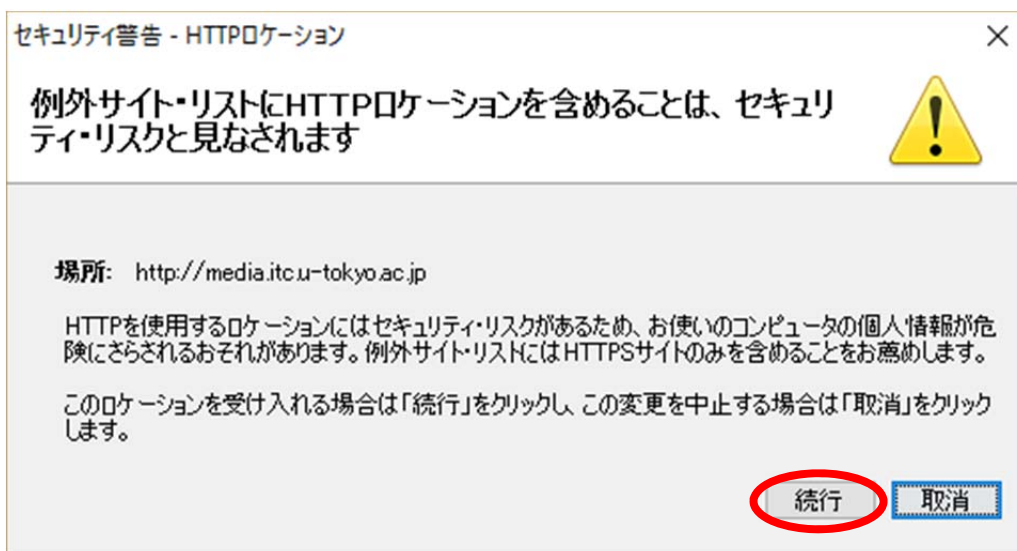 セキュリティ警告 - HTTPロケーション
例外サイト・リストにHTTPロケーションを含めることは、セキュリ
ティ・リスクと見なされます
場所: http://media.itc.u-tokyo.ac.jp
HTTPを使用するロケーションにはセキュリティ・リスクがあるため、お使いのコンピュータの個人情報が危
険にさらされるおそれがあります。例外サイト・リストにはHTTPSサイトのみを含めることをお薦めします。
このロケーションを受け入れる場合は「続行」をクリックし、この変更を中止する場合は「取消」をクリック
します。
続行
取消